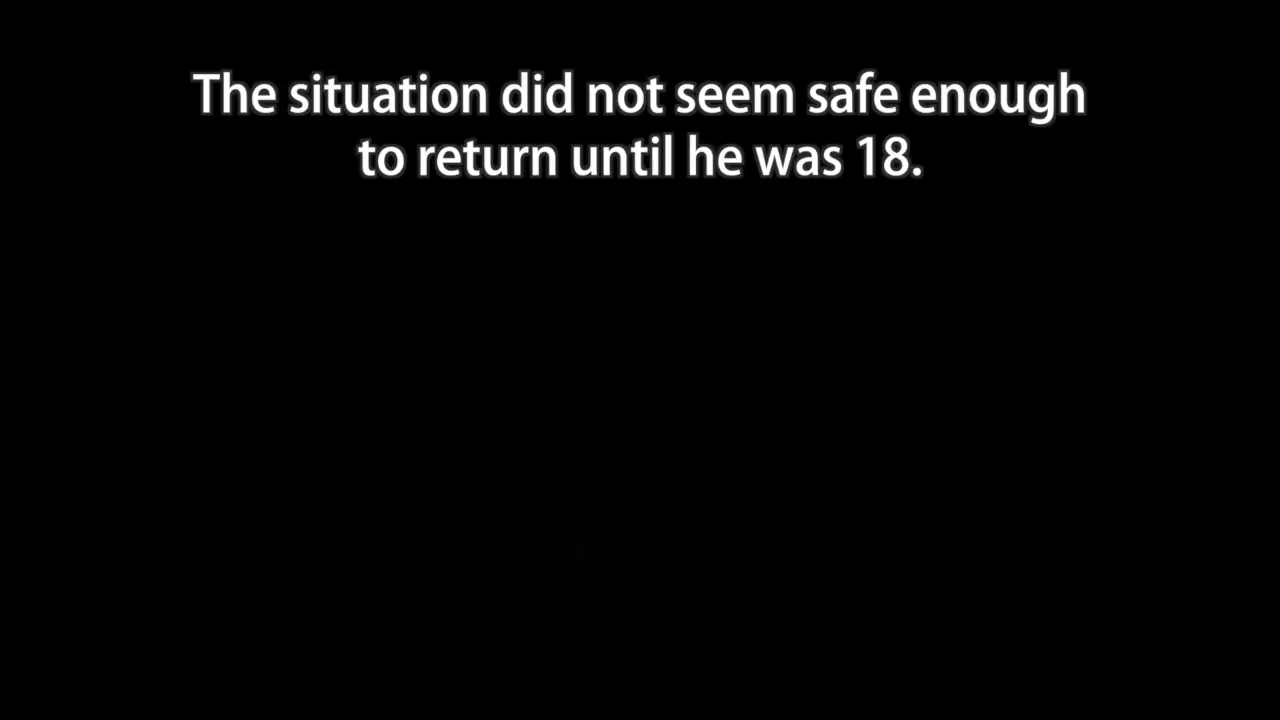 The situation did not seem safe enough
to return until he was 18.